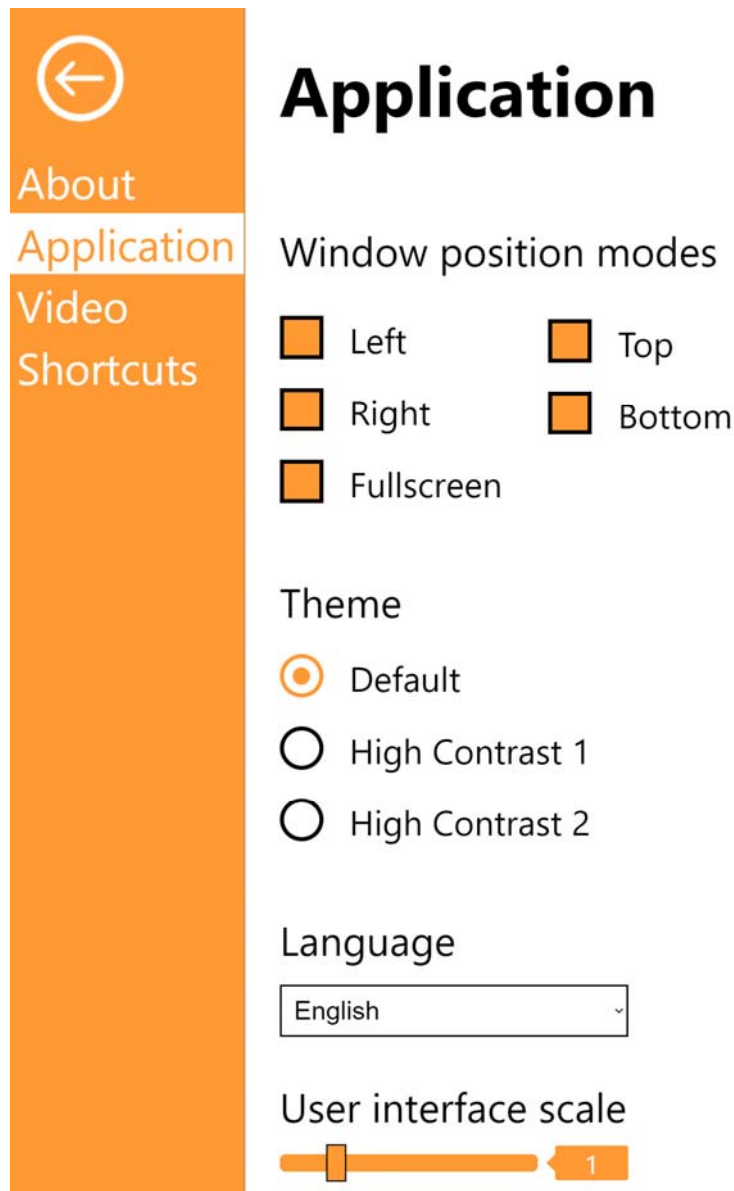 About
Application
Video
Shortcuts
Application
Window position modes
Left
Top
Right
Bottom
Fullscreen
Theme
Default
High Contrast 1
High Contrast 2
Language
English
User interface scale
1